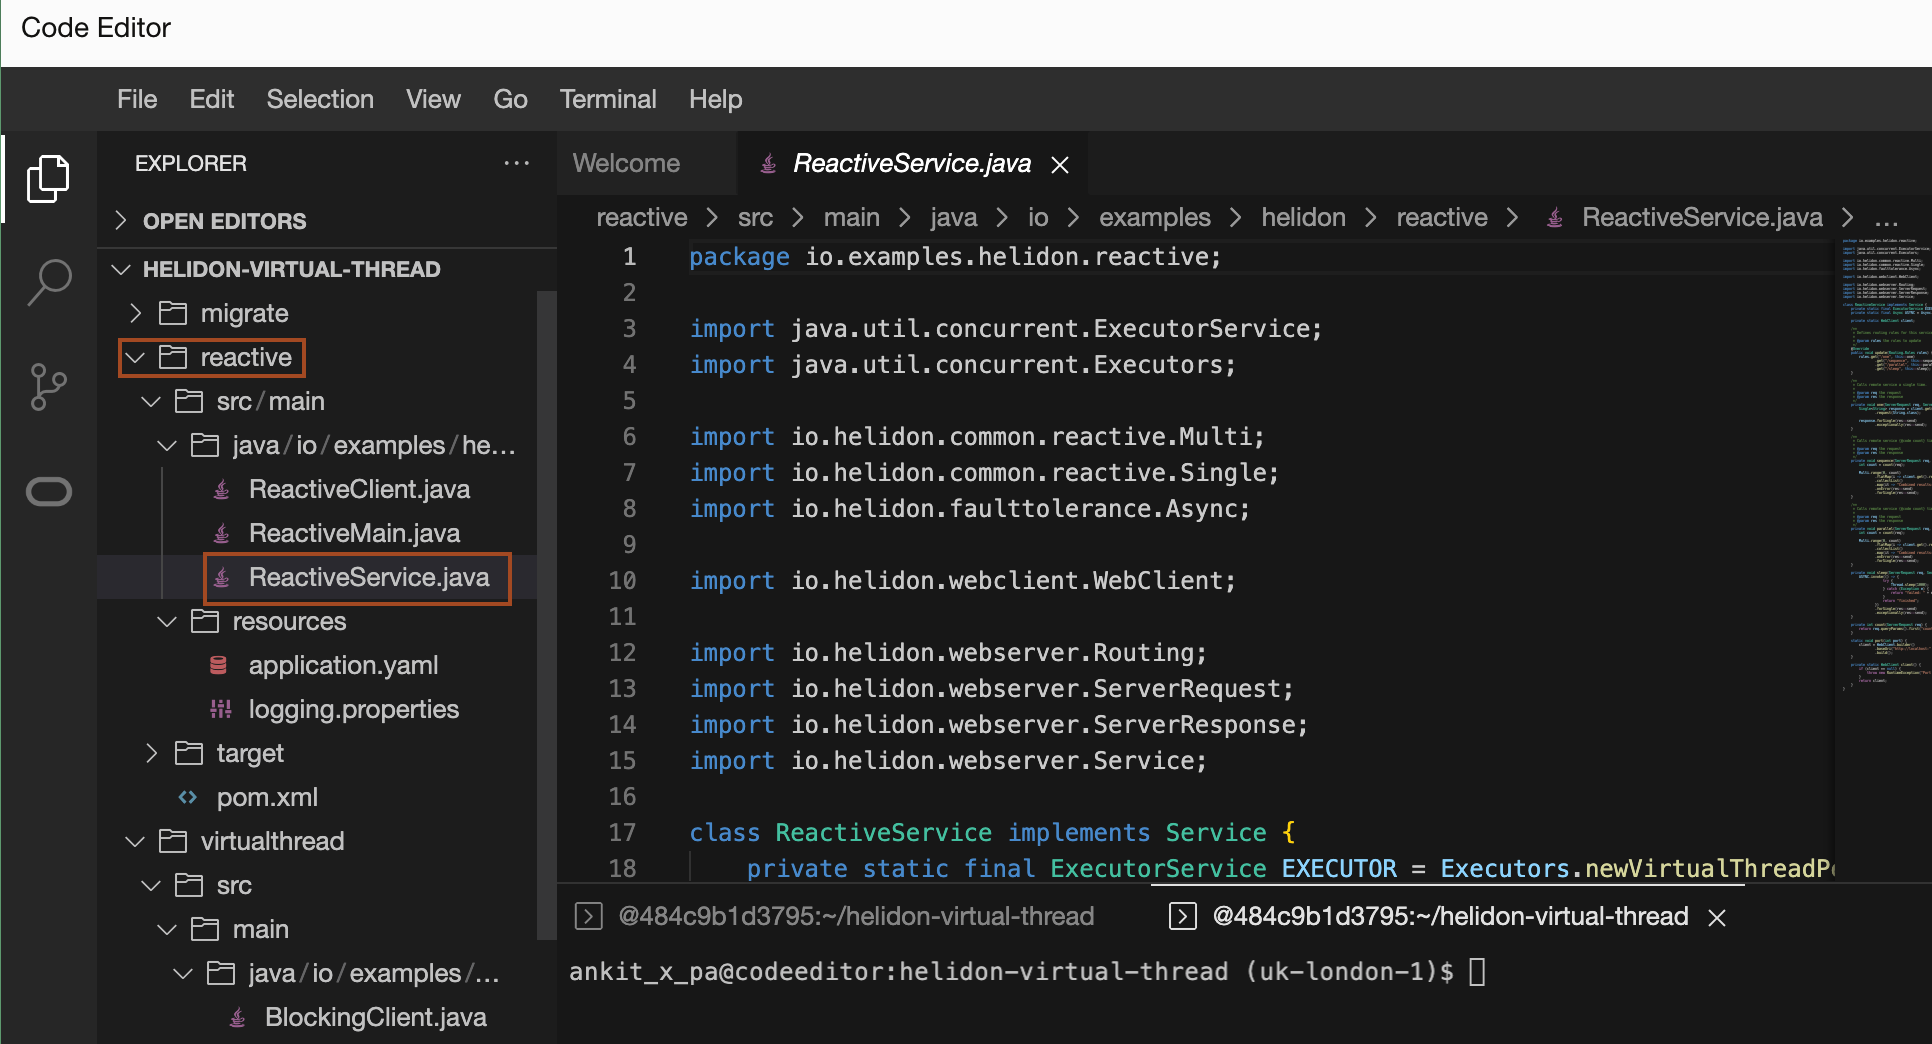 Code Editor
File Edit Selection View Go Terminal Help
EXPLORER
OPEN EDITORS
HELIDON-VIRTUAL-THREAD
migrate
reactive
src / main
java / io / examples / he...
ReactiveClient.java
ReactiveMain.java
ReactiveService.java
resources
application.yaml
logging.properties
target
pom.xml
virtualthread
src
main
java / io / examples / ...
BlockingClient.java
Welcome ReactiveService.java
reactive > src > main > java > io > examples > helidon > reactive > ReactiveService.java > ...
1 package io.examples.helidon.reactive;
2
3 import java.util.concurrent.ExecutorService;
4 import java.util.concurrent.Executors;
5
6 import io.helidon.common.reactive.Multi;
7 import io.helidon.common.reactive.Single;
8 import io.helidon.faulttolerance.Async;
9
10 import io.helidon.webclient.WebClient;
11
12 import io.helidon.webserver.Routing;
13 import io.helidon.webserver.ServerRequest;
14 import io.helidon.webserver.ServerResponse;
15 import io.helidon.webserver.Service;
16
17 class ReactiveService implements Service {
18 private static final ExecutorService EXECUTOR = Executors.newVirtualThreadP
@484c9b1d3795:~/helidon-virtual-thread @484c9b1d3795:~/helidon-virtual-thread
ankit_x_pa@codeeditor:helidon-virtual-thread (uk-london-1)$